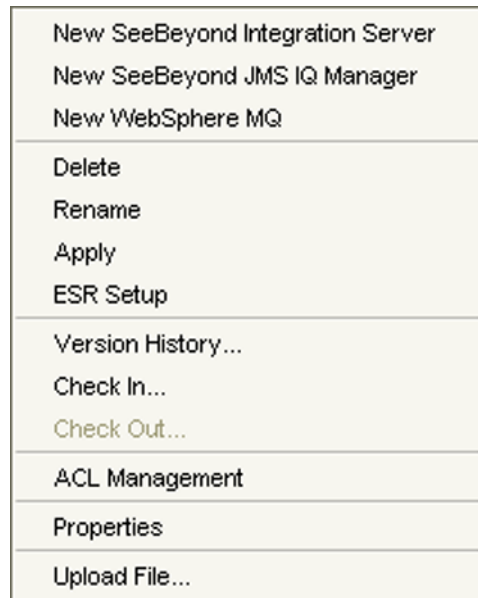 New SeeBeyond Integration Server
New SeeBeyond JMS IQ Manager
New WebSphere MQ
Delete
Rename
Apply
ESR Setup
Version History...
Check In...
Check Out...
ACL Management
Properties
Upload File...